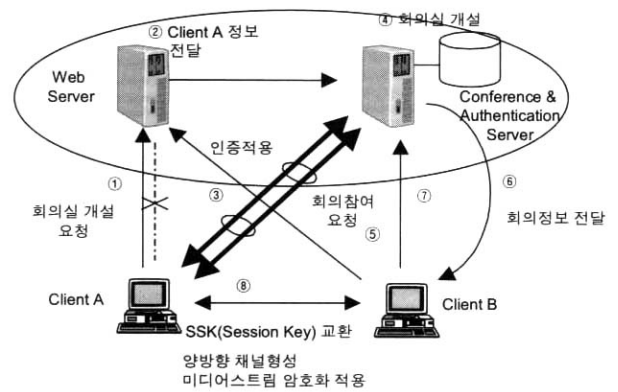 ② Client A 정보
전달
④ 회의실 개설
Web
Server
Conference &
Authentication
Server
인증적용
①
③
회의실 개설
요청
회의참여
요청
⑤
⑦
⑥
회의정보 전달
Client A
⑧
Client B
SSK(Session Key) 교환
양방향 채널형성
미디어스트림 암호화 적용